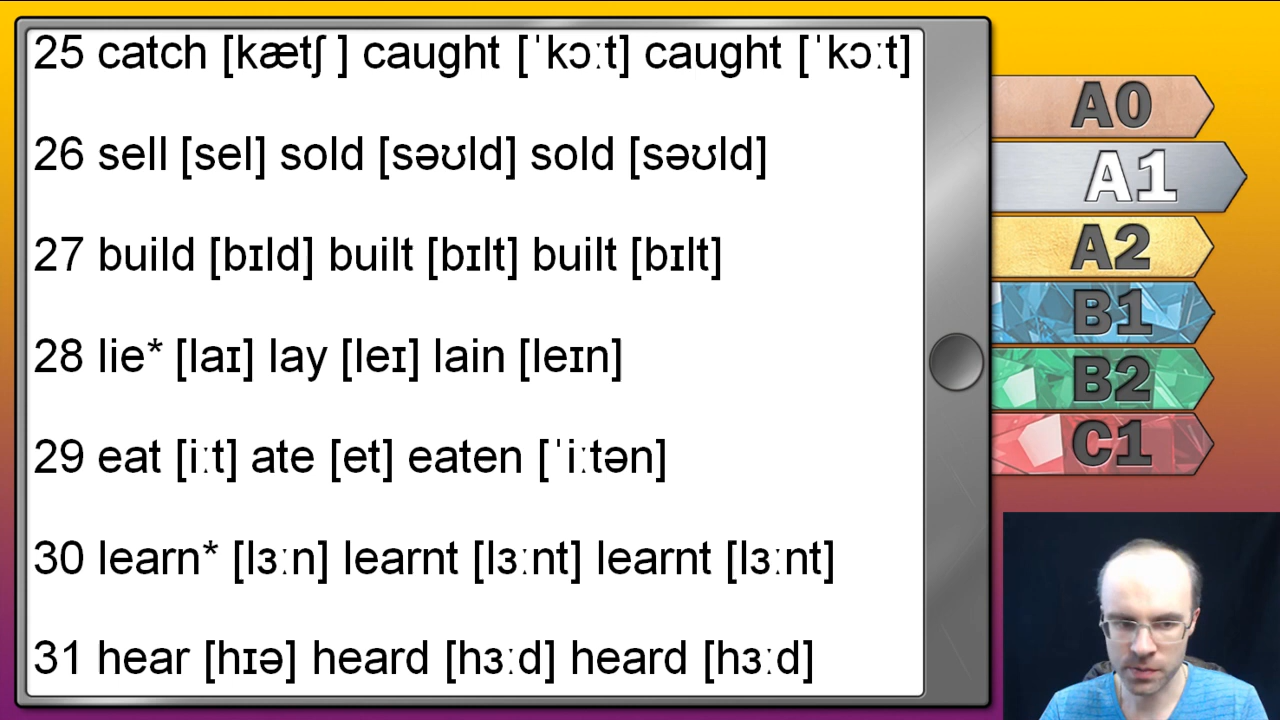 25 catch [kætʃ ] caught [ˈkɔːt] caught [ˈkɔːt]
26 sell [sel] sold [səʊld] sold [səʊld]
27 build [bɪld] built [bɪlt] built [bɪlt]
28 lie* [laɪ] lay [leɪ] lain [leɪn]
29 eat [iːt] ate [et] eaten [ˈiːtən]
30 learn* [lɜːn] learnt [lɜːnt] learnt [lɜːnt]
31 hear [hɪə] heard [hɜːd] heard [hɜːd]
A0
A1
A2
B1
B2
C1